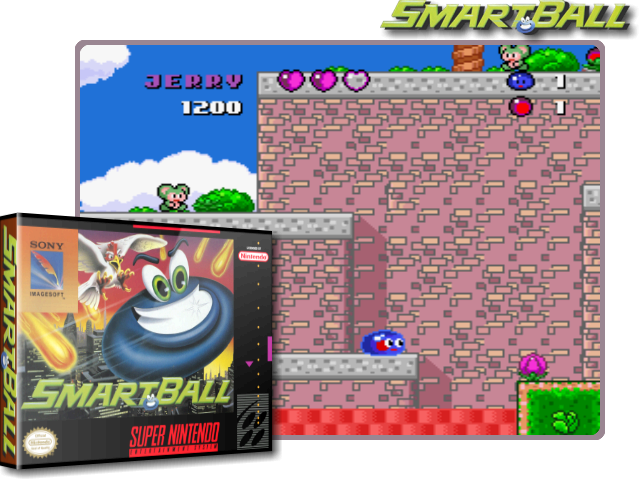 SMARTBALL
JERRY 1
1200 1
SMARTBALL
SONY
IMAGESOFT
Nintendo
SMARTBALL
SUPER NINTENDO
ENTERTAINMENT SYSTEM